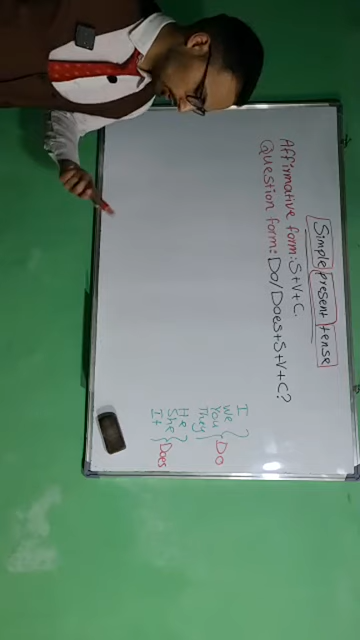 Simple present tense
Affirmative form: S+V+C.
Question form: Do/Does+S+V+C?
I
We
You } Do
They
He
She } Does
It